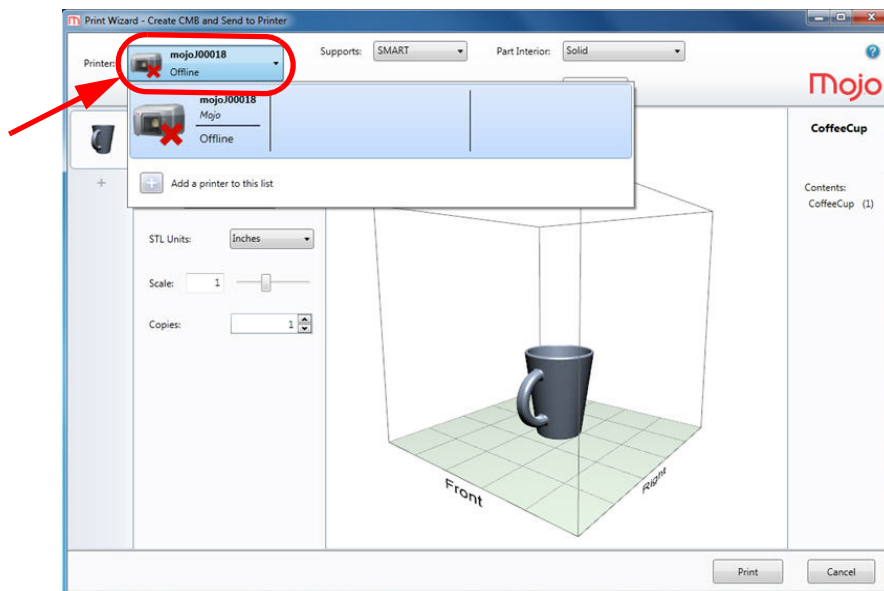 Print Wizard - Create CMB and Send to Printer
Printer:
mojoJ00018
Offline
Supports:
SMART
Part Interior:
Solid
?
mojo
mojoJ00018
Mojo
Offline
Add a printer to this list
CoffeeCup
Contents:
CoffeeCup (1)
STL Units:
Inches
Scale:
1
Copies:
1
Front
Right
Print
Cancel